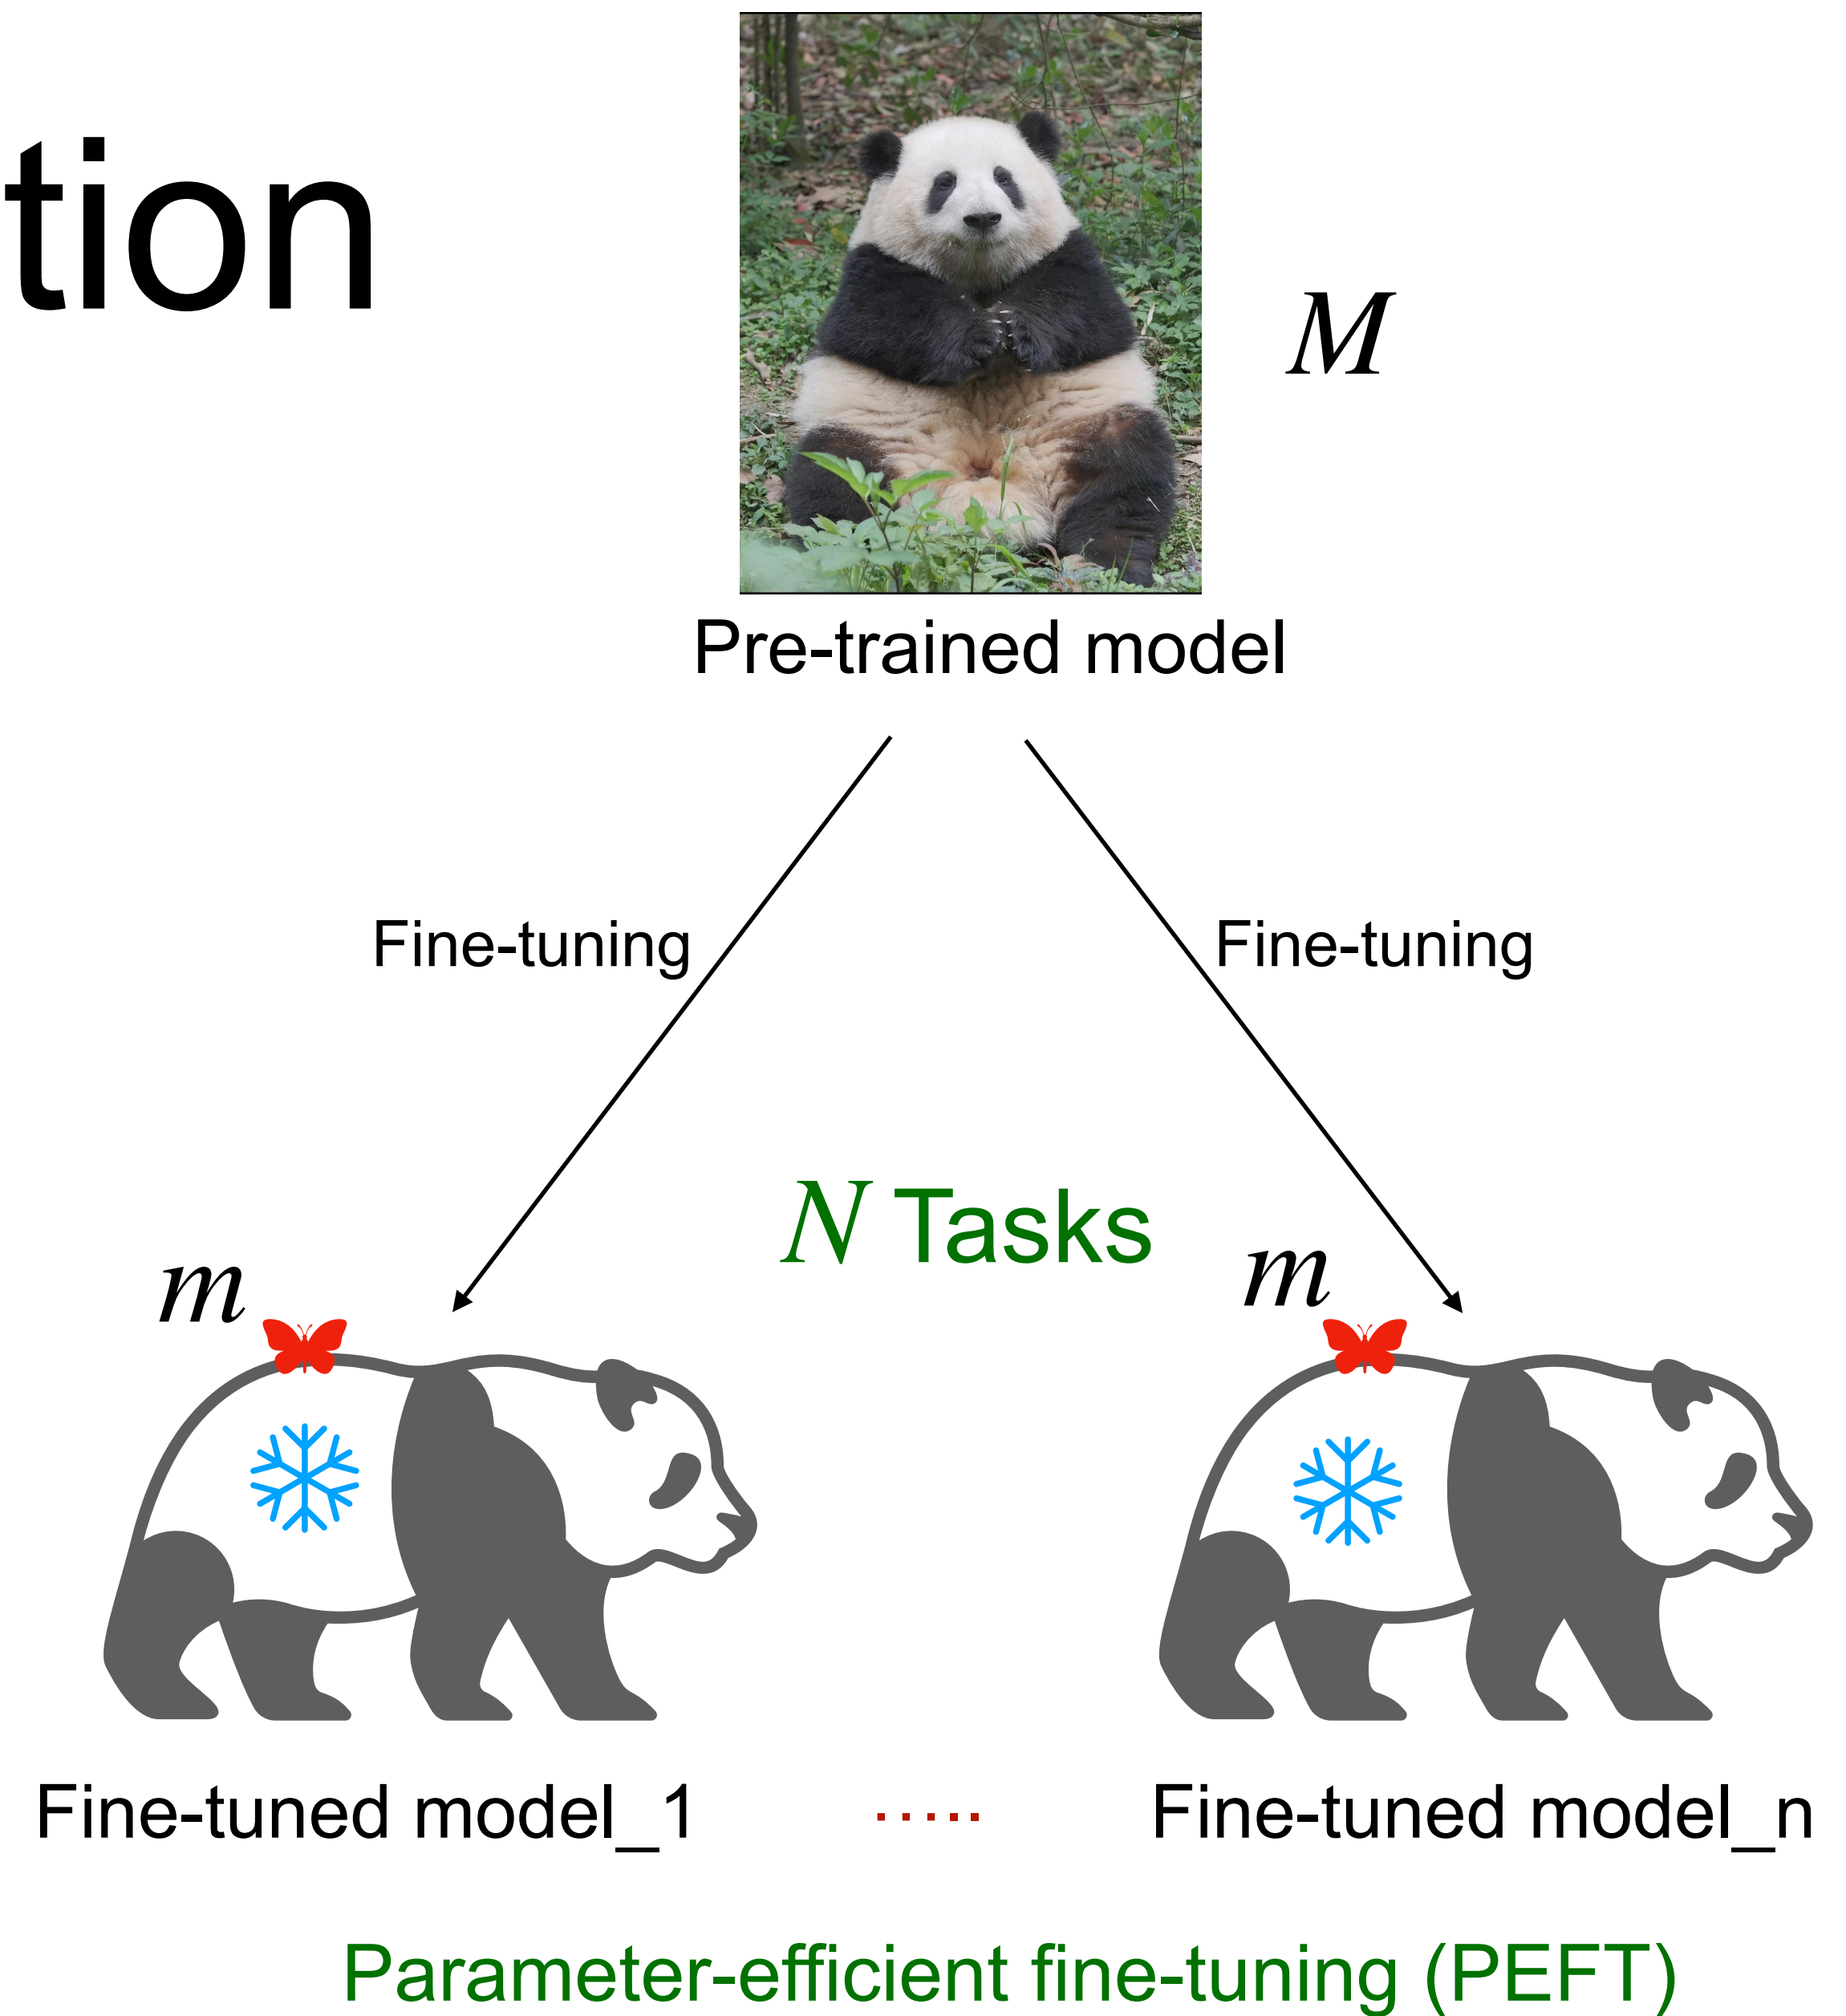 tion
M
Pre-trained model
Fine-tuning Fine-tuning
N Tasks
m m
Fine-tuned model_1 ..... Fine-tuned model_n
Parameter-efficient fine-tuning (PEFT)